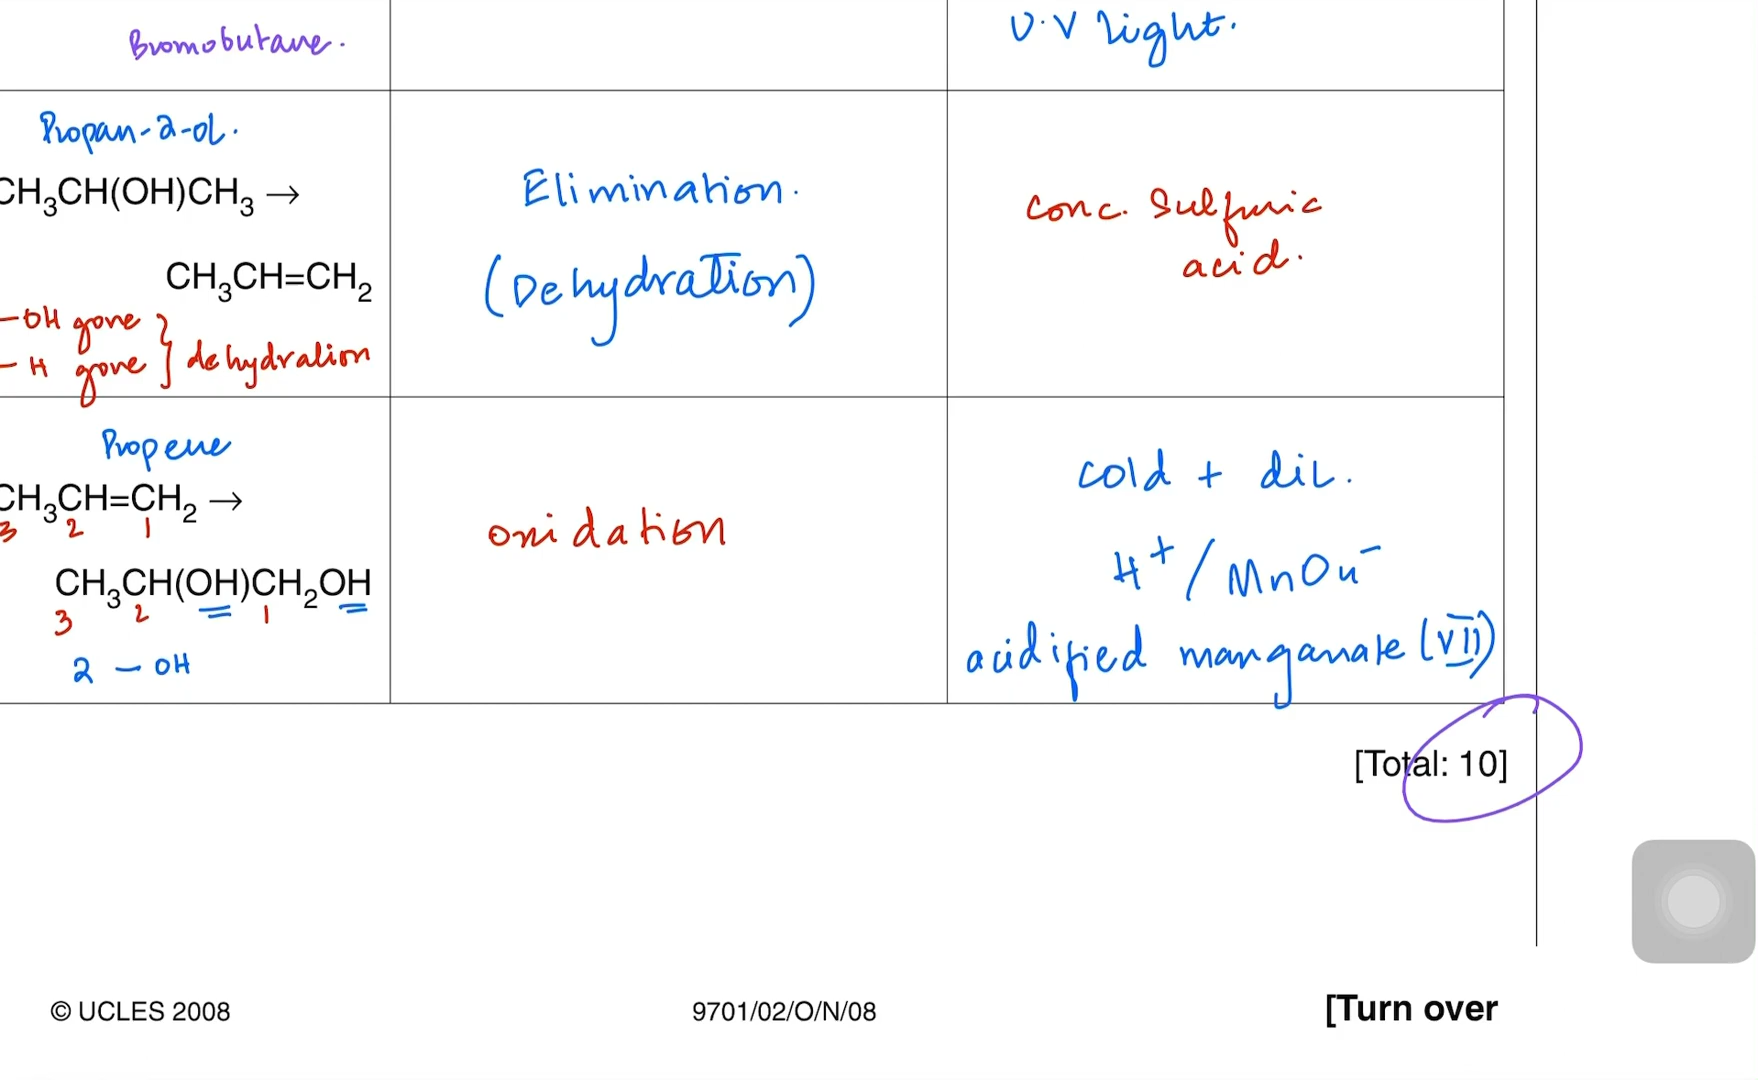 Bromobutane.
U.V light.
Propan-2-ol.
CH₃CH(OH)CH₃ →
CH₃CH=CH₂
-OH gone
- H gone } dehydration
Elimination.
(Dehydration)
conc. Sulfuric
acid.
Propene
CH₃CH=CH₂ →
3 2 1
CH₃CH(OH)CH₂OH
3 2 1
2 - OH
oxidation
cold + dil.
H⁺/MnO₄⁻
acidified manganate (VII)
[Total: 10]
© UCLES 2008
9701/02/O/N/08
[Turn over